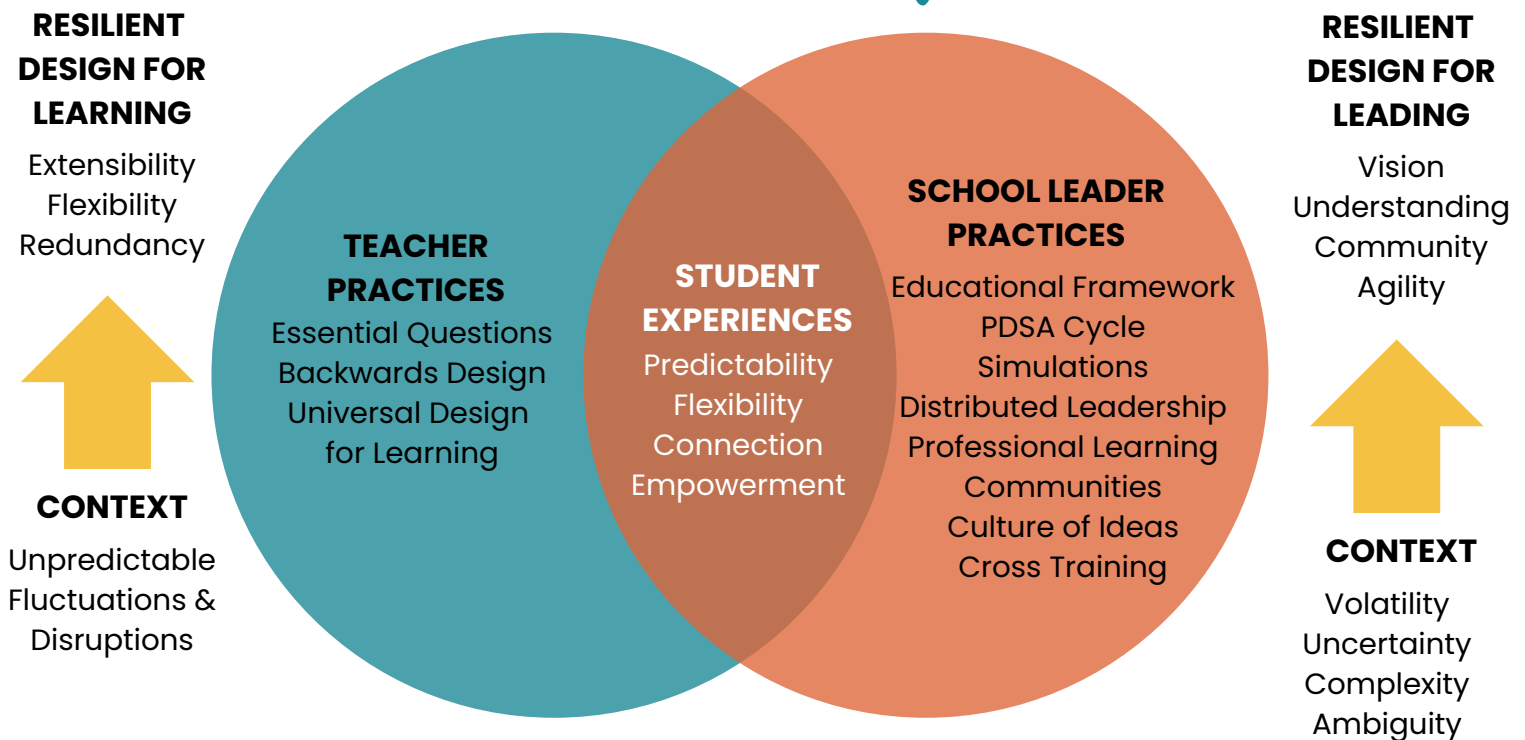 RESILIENT
DESIGN FOR
LEARNING
Extensibility
Flexibility
Redundancy
CONTEXT
Unpredictable
Fluctuations &
Disruptions
TEACHER
PRACTICES
Essential Questions
Backwards Design
Universal Design
for Learning
STUDENT
EXPERIENCES
Predictability
Flexibility
Connection
Empowerment
SCHOOL LEADER
PRACTICES
Educational Framework
PDSA Cycle
Simulations
Distributed Leadership
Professional Learning
Communities
Culture of Ideas
Cross Training
RESILIENT
DESIGN FOR
LEADING
Vision
Understanding
Community
Agility
CONTEXT
Volatility
Uncertainty
Complexity
Ambiguity